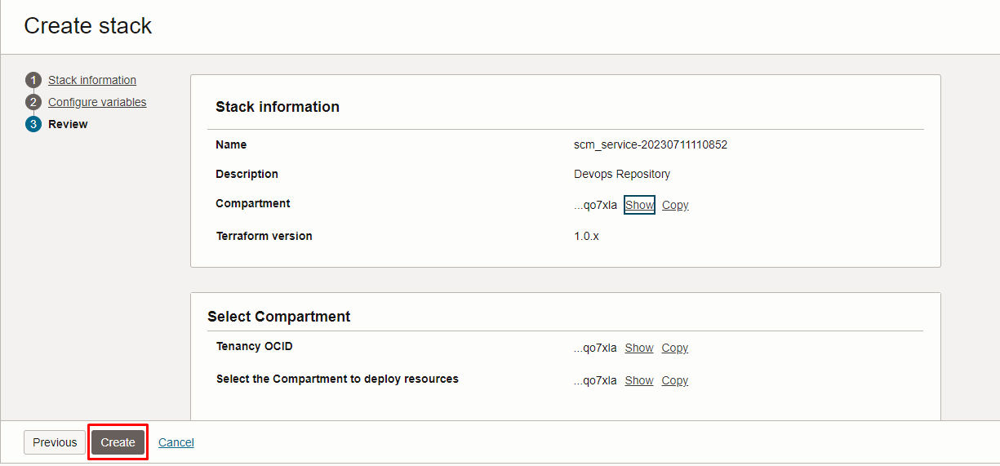 Create stack
1 Stack information
2 Configure variables
3 Review
Stack information
Name scm_service-20230711110852
Description Devops Repository
Compartment ...qo7xla Show Copy
Terraform version 1.0.x
Select Compartment
Tenancy OCID ...qo7xla Show Copy
Select the Compartment to deploy resources ...qo7xla Show Copy
Previous Create Cancel